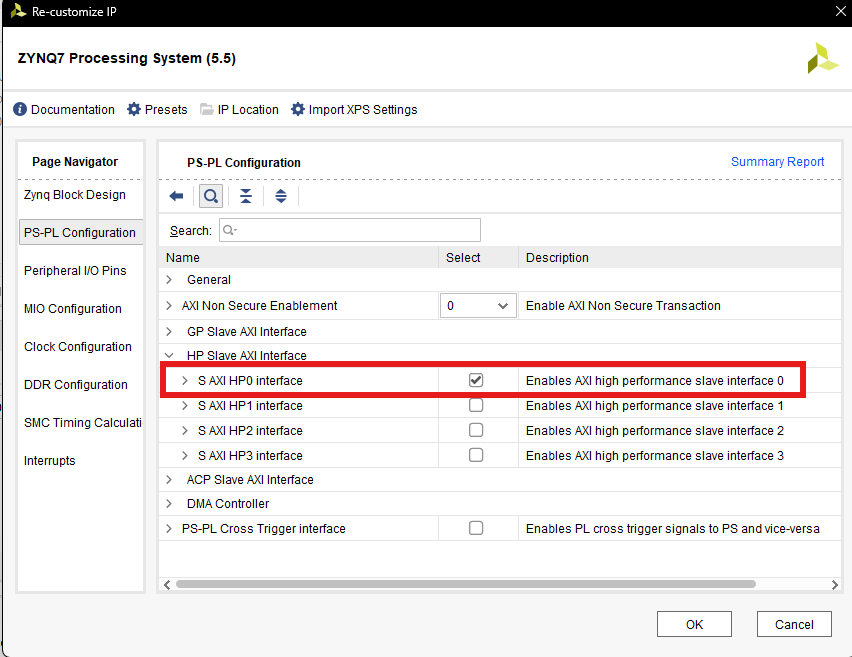 Re-customize IP
ZYNQ7 Processing System (5.5)
Documentation Presets IP Location Import XPS Settings
Page Navigator
Zynq Block Design
PS-PL Configuration
Peripheral I/O Pins
MIO Configuration
Clock Configuration
DDR Configuration
SMC Timing Calculati
Interrupts
PS-PL Configuration Summary Report
Search:
Name Select Description
General
AXI Non Secure Enablement 0 Enable AXI Non Secure Transaction
GP Slave AXI Interface
HP Slave AXI Interface
S AXI HP0 interface Enables AXI high performance slave interface 0
S AXI HP1 interface Enables AXI high performance slave interface 1
S AXI HP2 interface Enables AXI high performance slave interface 2
S AXI HP3 interface Enables AXI high performance slave interface 3
ACP Slave AXI Interface
DMA Controller
PS-PL Cross Trigger interface Enables PL cross trigger signals to PS and vice-versa
OK Cancel